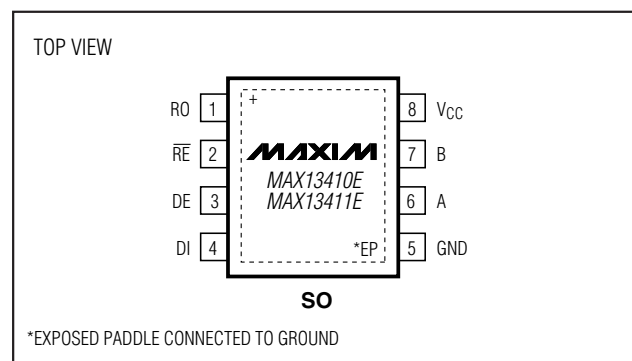 TOP VIEW
RO 1 + 8 VCC
R̅E̅ 2 MAXIM 7 B
MAX13410E
DE 3 MAX13411E 6 A
DI 4 *EP 5 GND
SO
*EXPOSED PADDLE CONNECTED TO GROUND